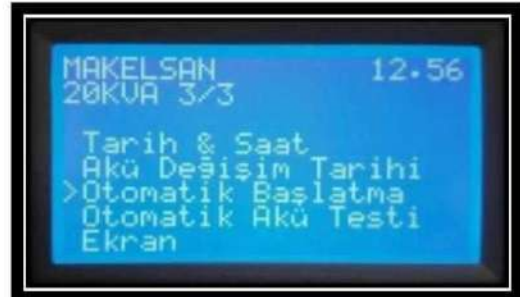 MAKELSAN 12.56
20KVA 3/3
Tarih & Saat
Akü Değişim Tarihi
>Otomatik Başlatma
Otomatik Akü Testi
Ekran